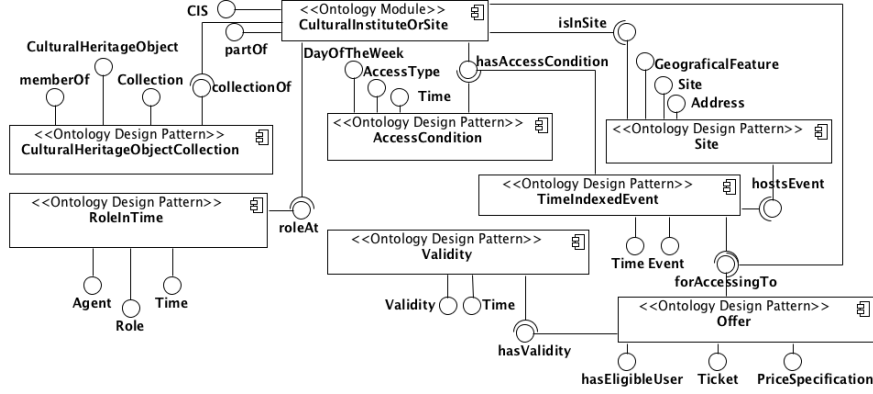 CIS
<<Ontology Module>>
CulturalInstituteOrSite
partOf
isInSite
CulturalHeritageObject
memberOf
Collection
collectionOf
DayOfTheWeek
AccessType
Time
hasAccessCondition
GeograficalFeature
Site
Address
<<Ontology Design Pattern>>
CulturalHeritageObjectCollection
<<Ontology Design Pattern>>
AccessCondition
<<Ontology Design Pattern>>
Site
<<Ontology Design Pattern>>
RoleInTime
roleAt
<<Ontology Design Pattern>>
TimeIndexedEvent
hostsEvent
<<Ontology Design Pattern>>
Validity
Time Event
forAccessingTo
Agent
Role
Time
Validity
Time
<<Ontology Design Pattern>>
Offer
hasValidity
hasEligibleUser
Ticket
PriceSpecification